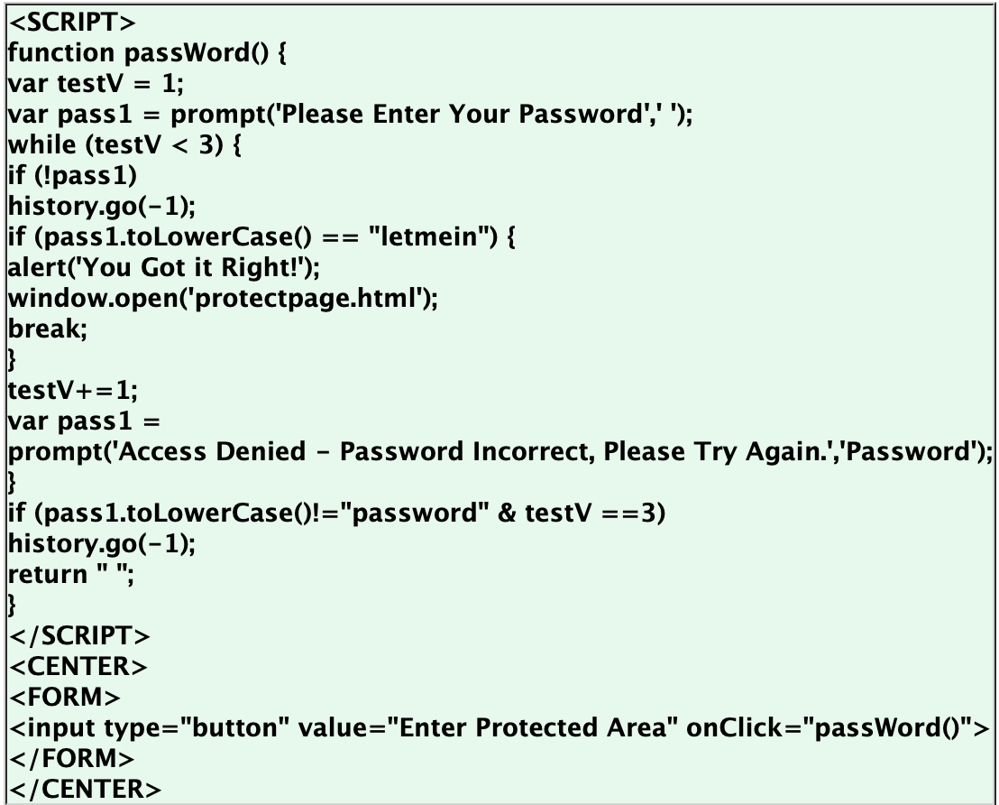 <SCRIPT>
function passWord() {
var testV = 1;
var pass1 = prompt('Please Enter Your Password',' ');
while (testV < 3) {
if (!pass1)
history.go(-1);
if (pass1.toLowerCase() == "letmein") {
alert('You Got it Right!');
window.open('protectpage.html');
break;
}
testV+=1;
var pass1 =
prompt('Access Denied - Password Incorrect, Please Try Again.','Password');
}
if (pass1.toLowerCase()!="password" & testV ==3)
history.go(-1);
return " ";
}
</SCRIPT>
<CENTER>
<FORM>
<input type="button" value="Enter Protected Area" onClick="passWord()">
</FORM>
</CENTER>